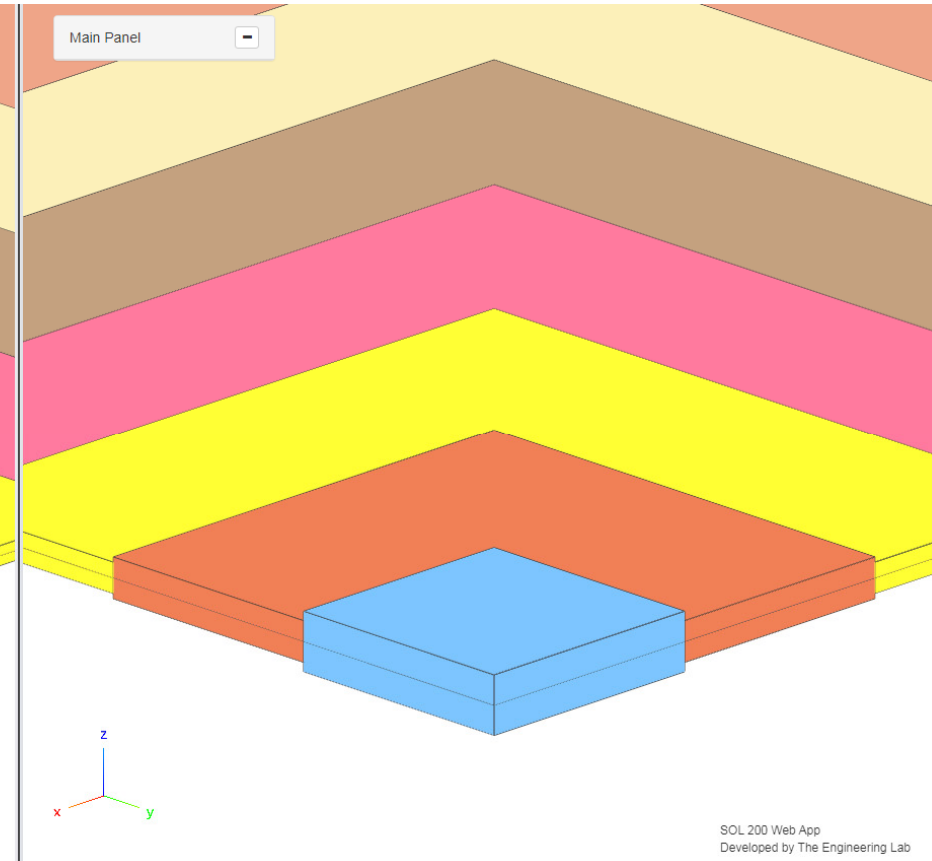 Main Panel
z
x
y
SOL 200 Web App
Developed by The Engineering Lab